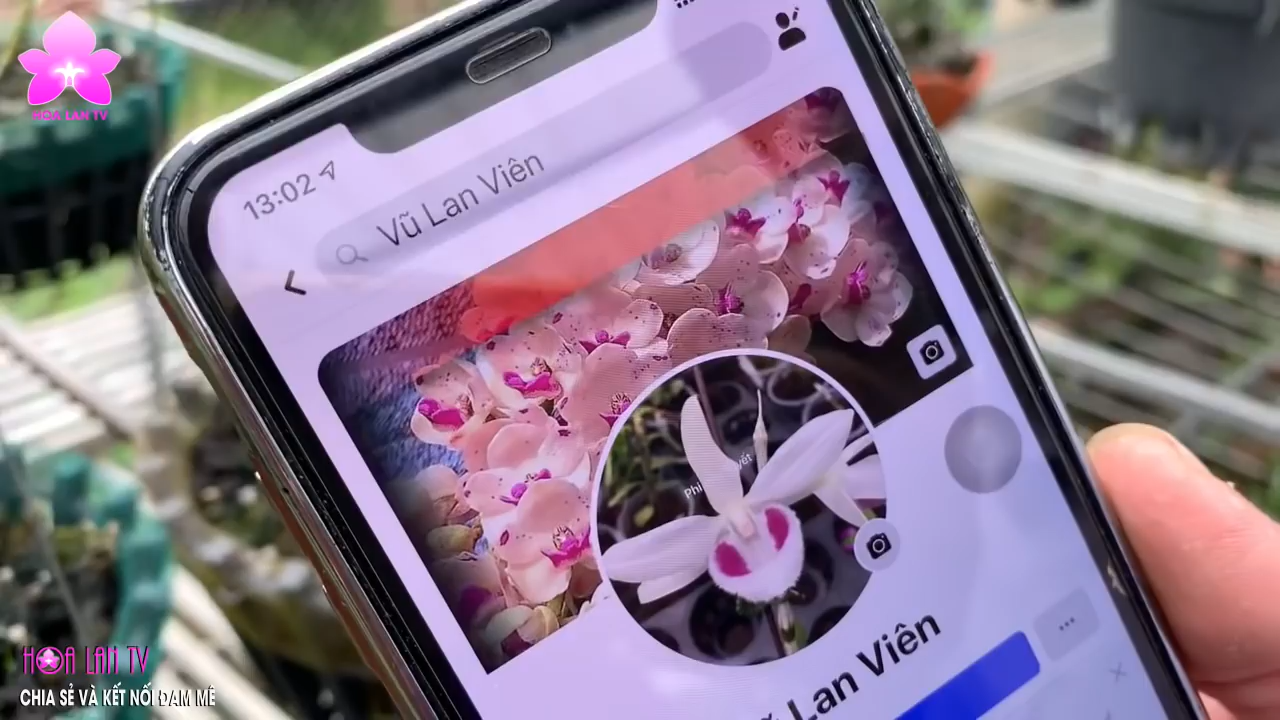 HOA LAN TV
13:02
Vũ Lan Viên
Lan Viên
HOA LAN TV
CHIA SẺ VÀ KẾT NỐI ĐAM MÊ